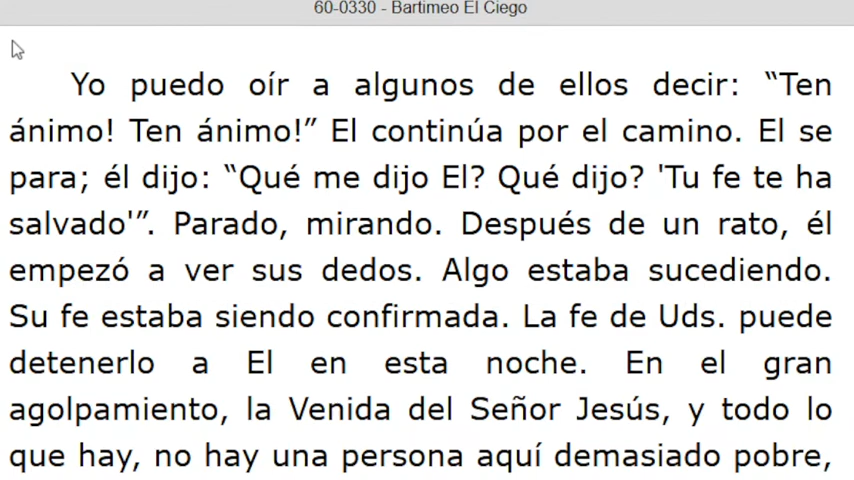 60-0330 - Bartimeo El Ciego
Yo puedo oír a algunos de ellos decir: “Ten
ánimo! Ten ánimo!” El continúa por el camino. El se
para; él dijo: “Qué me dijo El? Qué dijo? 'Tu fe te ha
salvado'”. Parado, mirando. Después de un rato, él
empezó a ver sus dedos. Algo estaba sucediendo.
Su fe estaba siendo confirmada. La fe de Uds. puede
detenerlo a El en esta noche. En el gran
agolpamiento, la Venida del Señor Jesús, y todo lo
que hay, no hay una persona aquí demasiado pobre,